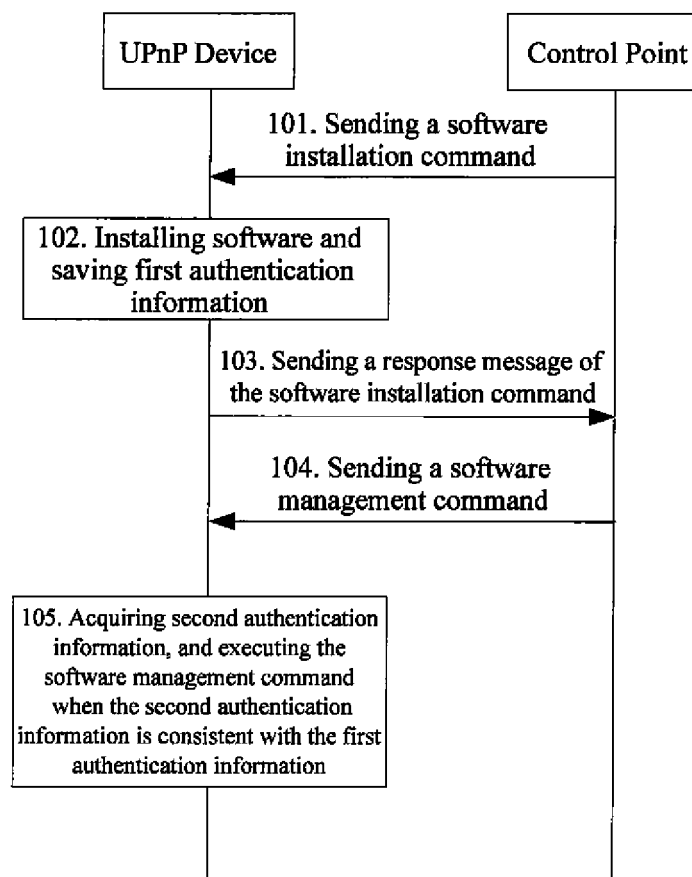 UPnP Device
Control Point
101. Sending a software
installation command
102. Installing software and
saving first authentication
information
103. Sending a response message of
the software installation command
104. Sending a software
management command
105. Acquiring second authentication
information, and executing the
software management command
when the second authentication
information is consistent with the first
authentication information